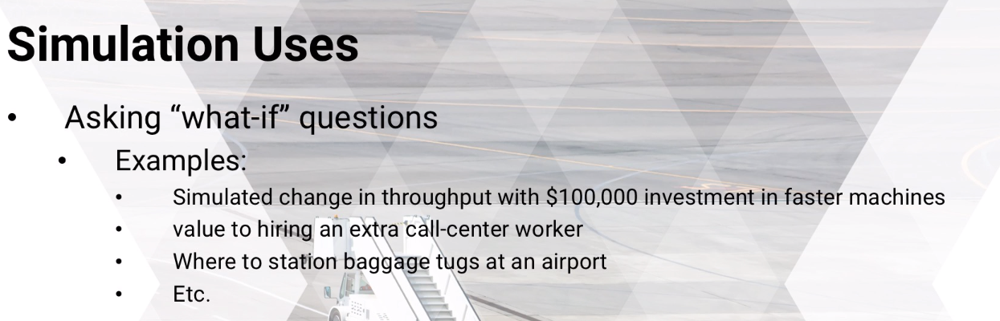 Simulation Uses
• Asking “what-if” questions
• Examples:
• Simulated change in throughput with $100,000 investment in faster machines
• value to hiring an extra call-center worker
• Where to station baggage tugs at an airport
• Etc.